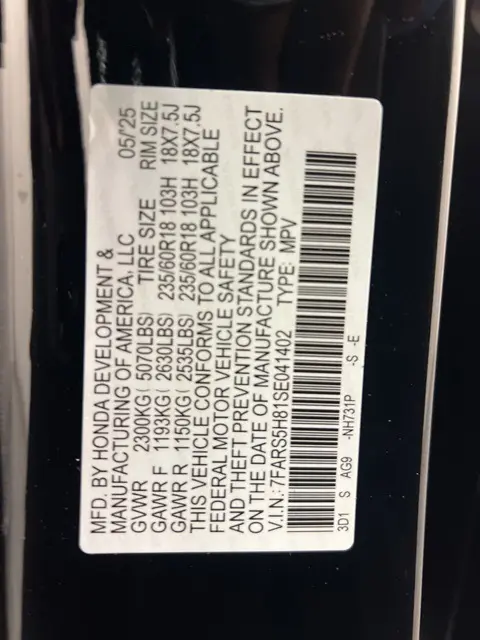 MFD. BY HONDA DEVELOPMENT &
MANUFACTURING OF AMERICA, LLC 05/'25
GVWR 2300KG ( 5070LBS) TIRE SIZE RIM SIZE
GAWR F 1193KG ( 2630LBS) 235/60R18 103H 18X7.5J
GAWR R 1150KG ( 2535LBS) 235/60R18 103H 18X7.5J
THIS VEHICLE CONFORMS TO ALL APPLICABLE
FEDERAL MOTOR VEHICLE SAFETY
AND THEFT PREVENTION STANDARDS IN EFFECT
ON THE DATE OF MANUFACTURE SHOWN ABOVE.
V.I.N.: 7FARS5H81SE041402 TYPE: MPV
3D1 S AG9 -NH731P -S -E